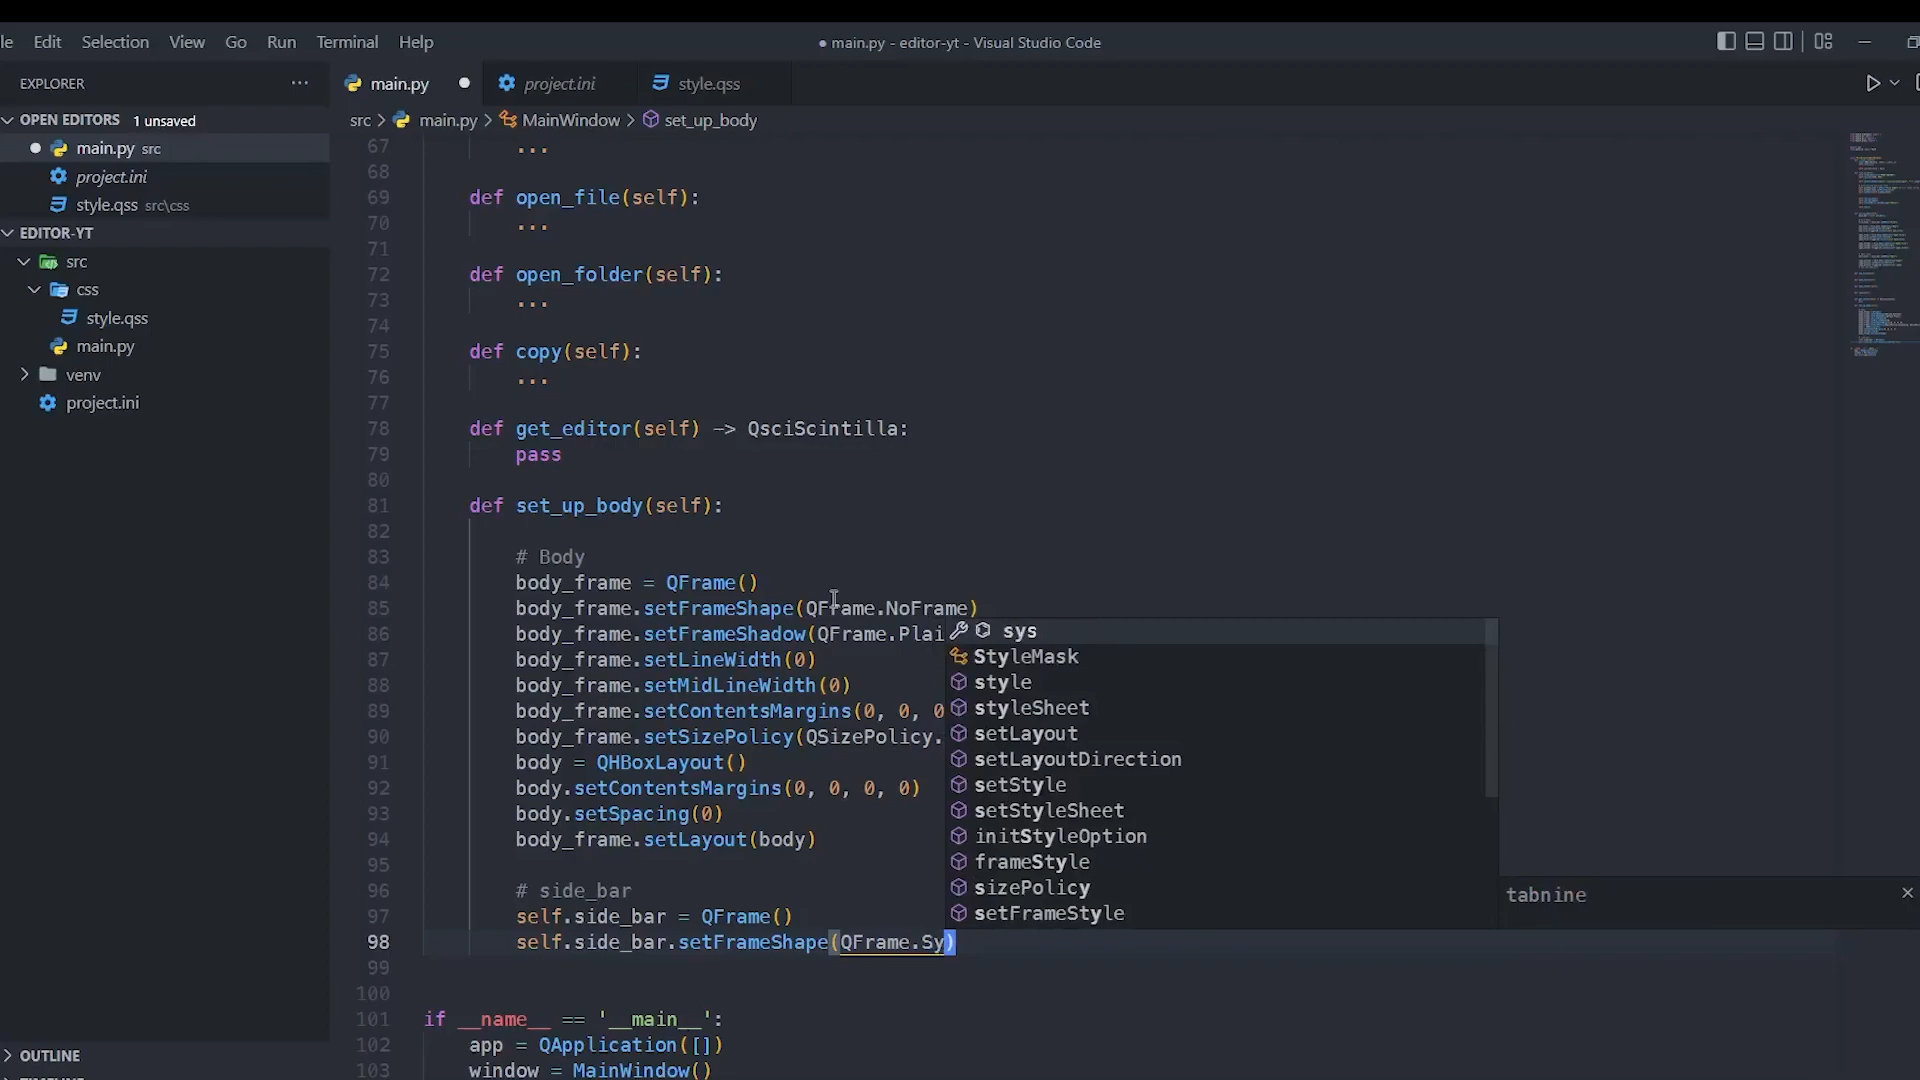 le Edit Selection View Go Run Terminal Help
● main.py - editor-yt - Visual Studio Code
EXPLORER ···
main.py ●
project.ini
style.qss
OPEN EDITORS 1 unsaved
● main.py src
project.ini
style.qss src\css
EDITOR-YT
src
css
style.qss
main.py
venv
project.ini
OUTLINE
src > main.py > MainWindow > set_up_body
67 ...
68
69 def open_file(self):
70 ...
71
72 def open_folder(self):
73 ...
74
75 def copy(self):
76 ...
77
78 def get_editor(self) -> QsciScintilla:
79 pass
80
81 def set_up_body(self):
82
83 # Body
84 body_frame = QFrame()
85 body_frame.setFrameShape(QFrame.NoFrame)
86 body_frame.setFrameShadow(QFrame.Plai
87 body_frame.setLineWidth(0)
88 body_frame.setMidLineWidth(0)
89 body_frame.setContentsMargins(0, 0, 0
90 body_frame.setSizePolicy(QSizePolicy.
91 body = QHBoxLayout()
92 body.setContentsMargins(0, 0, 0, 0)
93 body.setSpacing(0)
94 body_frame.setLayout(body)
95
96 # side_bar
97 self.side_bar = QFrame()
98 self.side_bar.setFrameShape(QFrame.Sy)
99
100
101 if __name__ == '__main__':
102 app = QApplication([])
103 window = MainWindow()
sys
StyleMask
style
styleSheet
setLayout
setLayoutDirection
setStyle
setStyleSheet
initStyleOption
frameStyle
sizePolicy
setFrameStyle
tabnine